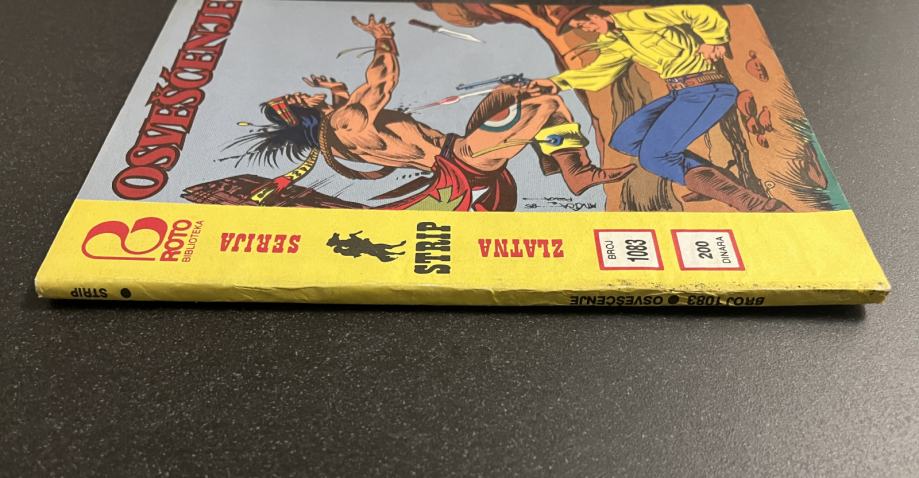 OSVEŠĆENJE
ROTO
BIBLIOTEKA
ZLATNA
STRIP
SERIJA
BROJ
1083
200
DINARA
BROJ 1083 ● OSVEŠĆENJE
● STRIP